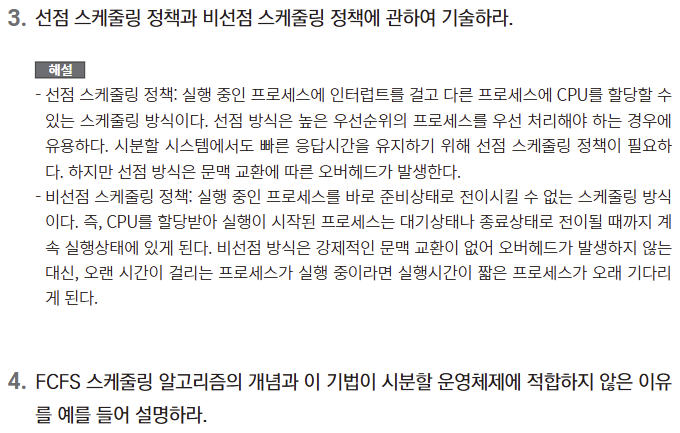 3. 선점 스케줄링 정책과 비선점 스케줄링 정책에 관하여 기술하라.
해설
- 선점 스케줄링 정책: 실행 중인 프로세스에 인터럽트를 걸고 다른 프로세스에 CPU를 할당할 수
있는 스케줄링 방식이다. 선점 방식은 높은 우선순위의 프로세스를 우선 처리해야 하는 경우에
유용하다. 시분할 시스템에서도 빠른 응답시간을 유지하기 위해 선점 스케줄링 정책이 필요하
다. 하지만 선점 방식은 문맥 교환에 따른 오버헤드가 발생한다.
- 비선점 스케줄링 정책: 실행 중인 프로세스를 바로 준비상태로 전이시킬 수 없는 스케줄링 방식
이다. 즉, CPU를 할당받아 실행이 시작된 프로세스는 대기상태나 종료상태로 전이될 때까지 계
속 실행상태에 있게 된다. 비선점 방식은 강제적인 문맥 교환이 없어 오버헤드가 발생하지 않는
대신, 오랜 시간이 걸리는 프로세스가 실행 중이라면 실행시간이 짧은 프로세스가 오래 기다리
게 된다.
4. FCFS 스케줄링 알고리즘의 개념과 이 기법이 시분할 운영체제에 적합하지 않은 이유
를 예를 들어 설명하라.